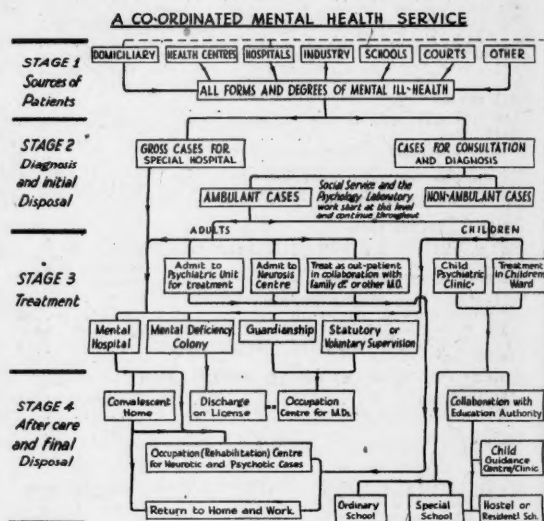 A CO-ORDINATED MENTAL HEALTH SERVICE
STAGE 1
Sources of
Patients
DOMICILIARY
HEALTH CENTRES
HOSPITALS
INDUSTRY
SCHOOLS
COURTS
OTHER
ALL FORMS AND DEGREES OF MENTAL ILL-HEALTH
STAGE 2
Diagnosis
and initial
Disposal
GROSS CASES FOR
SPECIAL HOSPITAL
CASES FOR CONSULTATION
AND DIAGNOSIS
AMBULANT CASES
Social Service and the
Psychology Laboratory
work start at this level
and continue throughout
NON-AMBULANT CASES
ADULTS
CHILDREN
STAGE 3
Treatment
Admit to
Psychiatric Unit
for treatment
Admit to
Neurosis
Centre
Treat as out-patient
in collaboration with
family dr. or other M.O.
Child
Psychiatric
Clinic
Treatment
in Children's
Ward
Mental
Hospital
Mental Deficiency
Colony
Guardianship
Statutory or
Voluntary Supervision
STAGE 4
After care
and final
Disposal
Convalescent
Home
Discharge
on License
Occupation
Centre for M.Ds.
Collaboration with
Education Authority
Occupation (Rehabilitation) Centre
for Neurotic and Psychotic Cases
Child
Guidance
Centre/Clinic
Return to Home and Work
Ordinary
School
Special
School
Hostel or
Resident'l Sch.